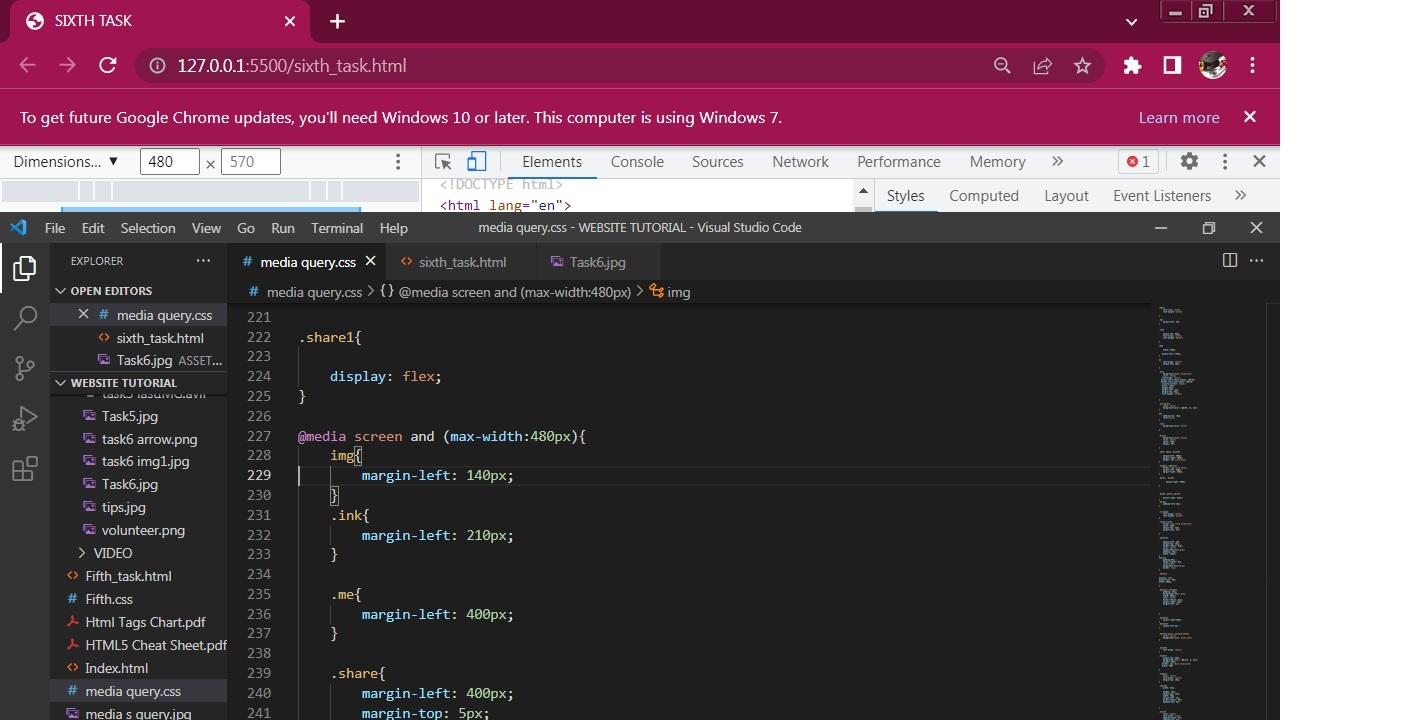 SIXTH TASK
127.0.0.1:5500/sixth_task.html
To get future Google Chrome updates, you'll need Windows 10 or later. This computer is using Windows 7.
Learn more
Dimensions... ▼ 480 × 570
Elements Console Sources Network Performance Memory » 1
<!DOCTYPE html>
<html lang="en">
Styles Computed Layout Event Listeners »
File Edit Selection View Go Run Terminal Help
media query.css - WEBSITE TUTORIAL - Visual Studio Code
EXPLORER ...
OPEN EDITORS
# media query.css
<> sixth_task.html
Task6.jpg ASSET...
WEBSITE TUTORIAL
Task5.jpg
task6 arrow.png
task6 img1.jpg
Task6.jpg
tips.jpg
volunteer.png
> VIDEO
<> Fifth_task.html
# Fifth.css
Html Tags Chart.pdf
HTML5 Cheat Sheet.pdf
<> Index.html
# media query.css
media s query.jpg
# media query.css
<> sixth_task.html
Task6.jpg
# media query.css > {} @media screen and (max-width:480px) > img
221
222 .share1{
223
224 display: flex;
225 }
226
227 @media screen and (max-width:480px){
228 img{
229 margin-left: 140px;
230 }
231 .ink{
232 margin-left: 210px;
233 }
234
235 .me{
236 margin-left: 400px;
237 }
238
239 .share{
240 margin-left: 400px;
241 margin-top: 5px;